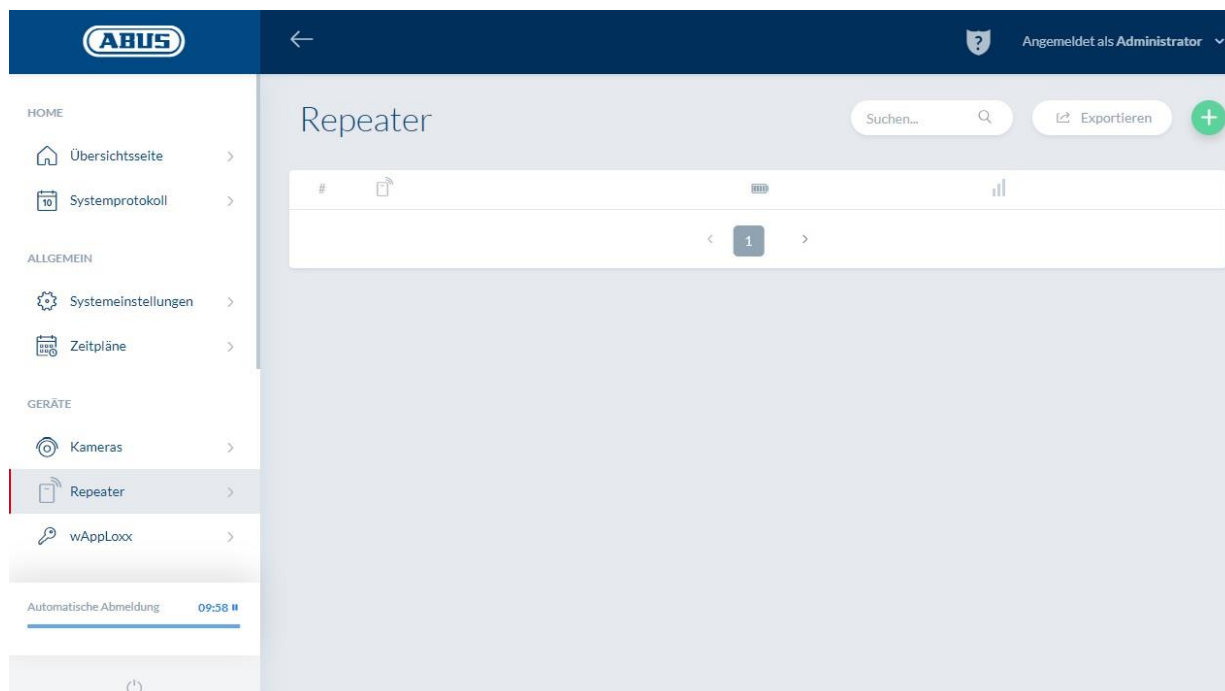 ABUS
?
Angemeldet als Administrator
HOME
Übersichtsseite
10
Systemprotokoll
ALLGEMEIN
Systemeinstellungen
Zeitpläne
GERÄTE
Kameras
Repeater
wAppLoxx
Automatische Abmeldung 09:58
Repeater
Suchen...
Exportieren
+
#
1